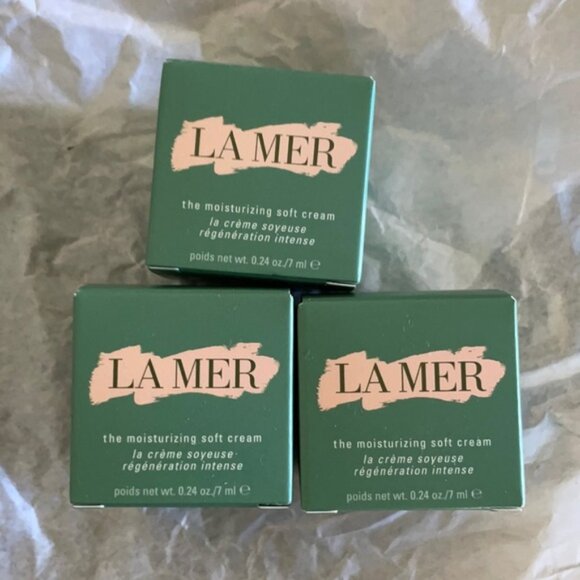 LA MER
the moisturizing soft cream
la crème soyeuse
régénération intense
poids net wt. 0.24 oz./7 ml ℮
LA MER
the moisturizing soft cream
la crème soyeuse
régénération intense
poids net wt. 0.24 oz./7 ml ℮
LA MER
the moisturizing soft cream
la crème soyeuse
régénération intense
poids net wt. 0.24 oz./7 ml ℮